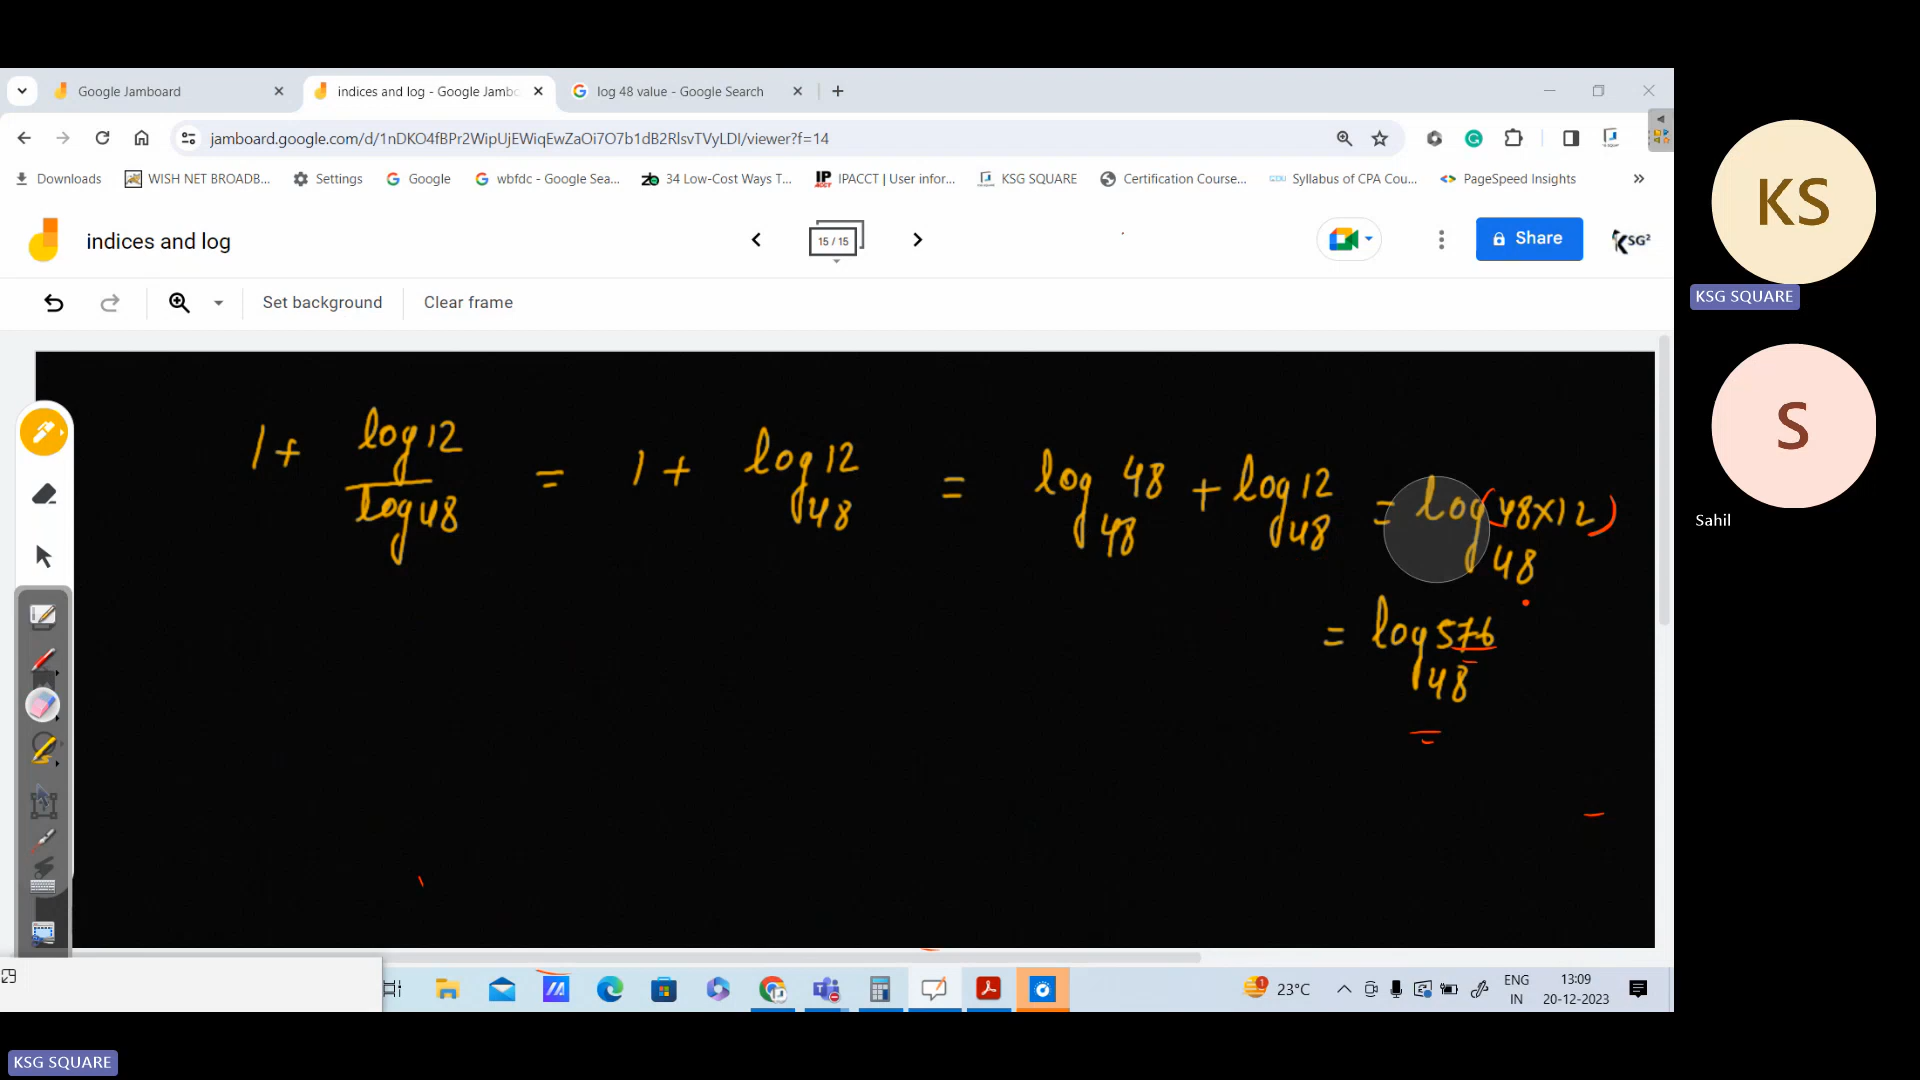 Google Jamboard
indices and log - Google Jambo
log 48 value - Google Search
jamboard.google.com/d/1nDKO4fBPr2WipUjEWiqEwZaOi7O7b1dB2RlsvTVyLDI/viewer?f=14
Downloads
WISH NET BROADB...
Settings
Google
wbfdc - Google Sea...
34 Low-Cost Ways T...
IPACCT | User infor...
KSG SQUARE
Certification Course...
Syllabus of CPA Cou...
PageSpeed Insights
»
indices and log
15 / 15
Share
KSG²
Set background
Clear frame
1 + log 12 / log 48 = 1 + log₄₈ 12 = log₄₈ 48 + log₄₈ 12 = log₄₈ (48×12)
= log₄₈ 576
23°C
ENG
IN
13:09
20-12-2023
KS
KSG SQUARE
S
Sahil
KSG SQUARE